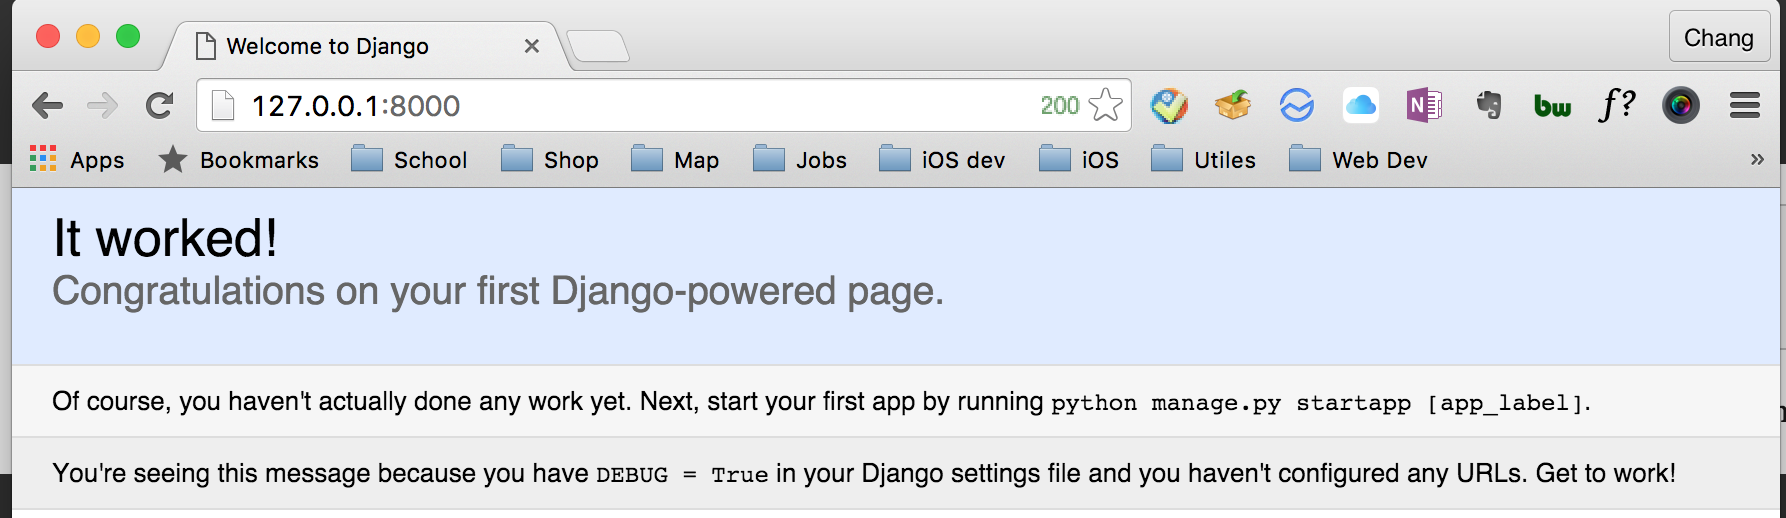 Welcome to Django
Chang
127.0.0.1:8000
200
N
bw
f?
Apps
Bookmarks
School
Shop
Map
Jobs
iOS dev
iOS
Utiles
Web Dev
»
It worked!
Congratulations on your first Django-powered page.
Of course, you haven't actually done any work yet. Next, start your first app by running python manage.py startapp [app_label].
You're seeing this message because you have DEBUG = True in your Django settings file and you haven't configured any URLs. Get to work!